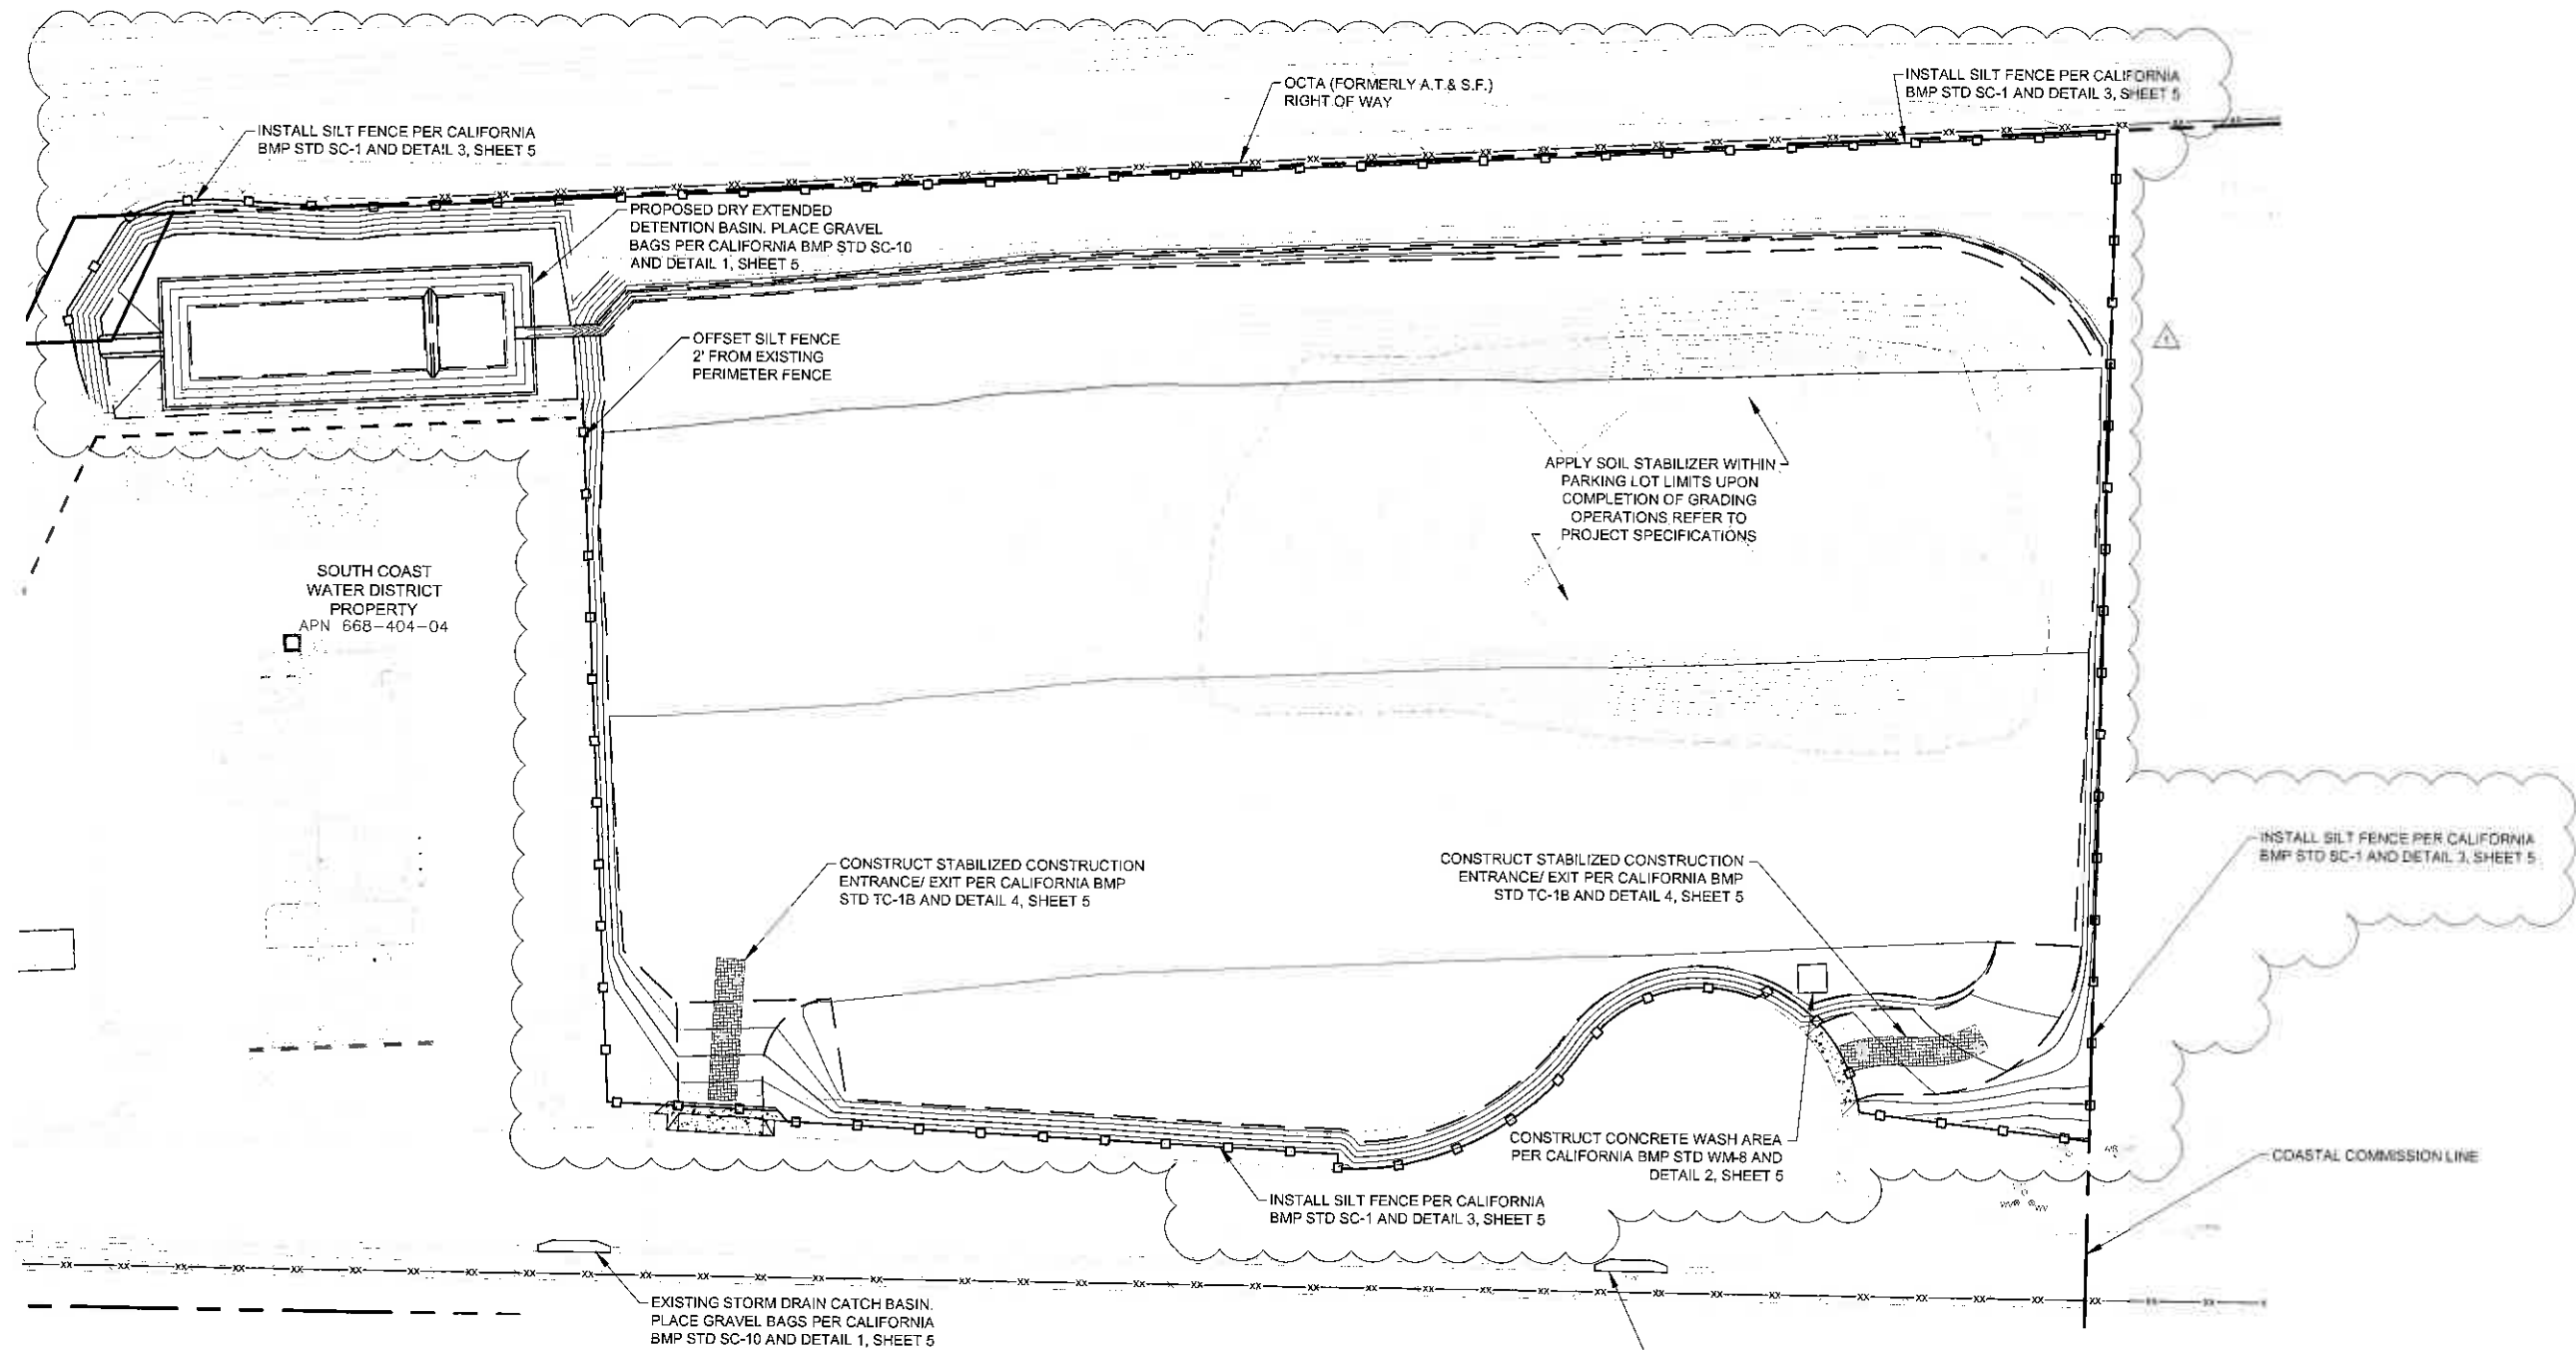 OCTA (FORMERLY A.T.& S.F.)
RIGHT OF WAY
INSTALL SILT FENCE PER CALIFORNIA
BMP STD SC-1 AND DETAIL 3, SHEET 5
INSTALL SILT FENCE PER CALIFORNIA
BMP STD SC-1 AND DETAIL 3, SHEET 5
PROPOSED DRY EXTENDED
DETENTION BASIN. PLACE GRAVEL
BAGS PER CALIFORNIA BMP STD SC-10
AND DETAIL 1, SHEET 5
OFFSET SILT FENCE
2' FROM EXISTING
PERIMETER FENCE
1
APPLY SOIL STABILIZER WITHIN
PARKING LOT LIMITS UPON
COMPLETION OF GRADING
OPERATIONS REFER TO
PROJECT SPECIFICATIONS
SOUTH COAST
WATER DISTRICT
PROPERTY
APN 668-404-04
CONSTRUCT STABILIZED CONSTRUCTION
ENTRANCE/ EXIT PER CALIFORNIA BMP
STD TC-1B AND DETAIL 4, SHEET 5
CONSTRUCT STABILIZED CONSTRUCTION
ENTRANCE/ EXIT PER CALIFORNIA BMP
STD TC-1B AND DETAIL 4, SHEET 5
INSTALL SILT FENCE PER CALIFORNIA
BMP STD SC-1 AND DETAIL 3, SHEET 5
CONSTRUCT CONCRETE WASH AREA
PER CALIFORNIA BMP STD WM-8 AND
DETAIL 2, SHEET 5
COASTAL COMMISSION LINE
INSTALL SILT FENCE PER CALIFORNIA
BMP STD SC-1 AND DETAIL 3, SHEET 5
EXISTING STORM DRAIN CATCH BASIN.
PLACE GRAVEL BAGS PER CALIFORNIA
BMP STD SC-10 AND DETAIL 1, SHEET 5